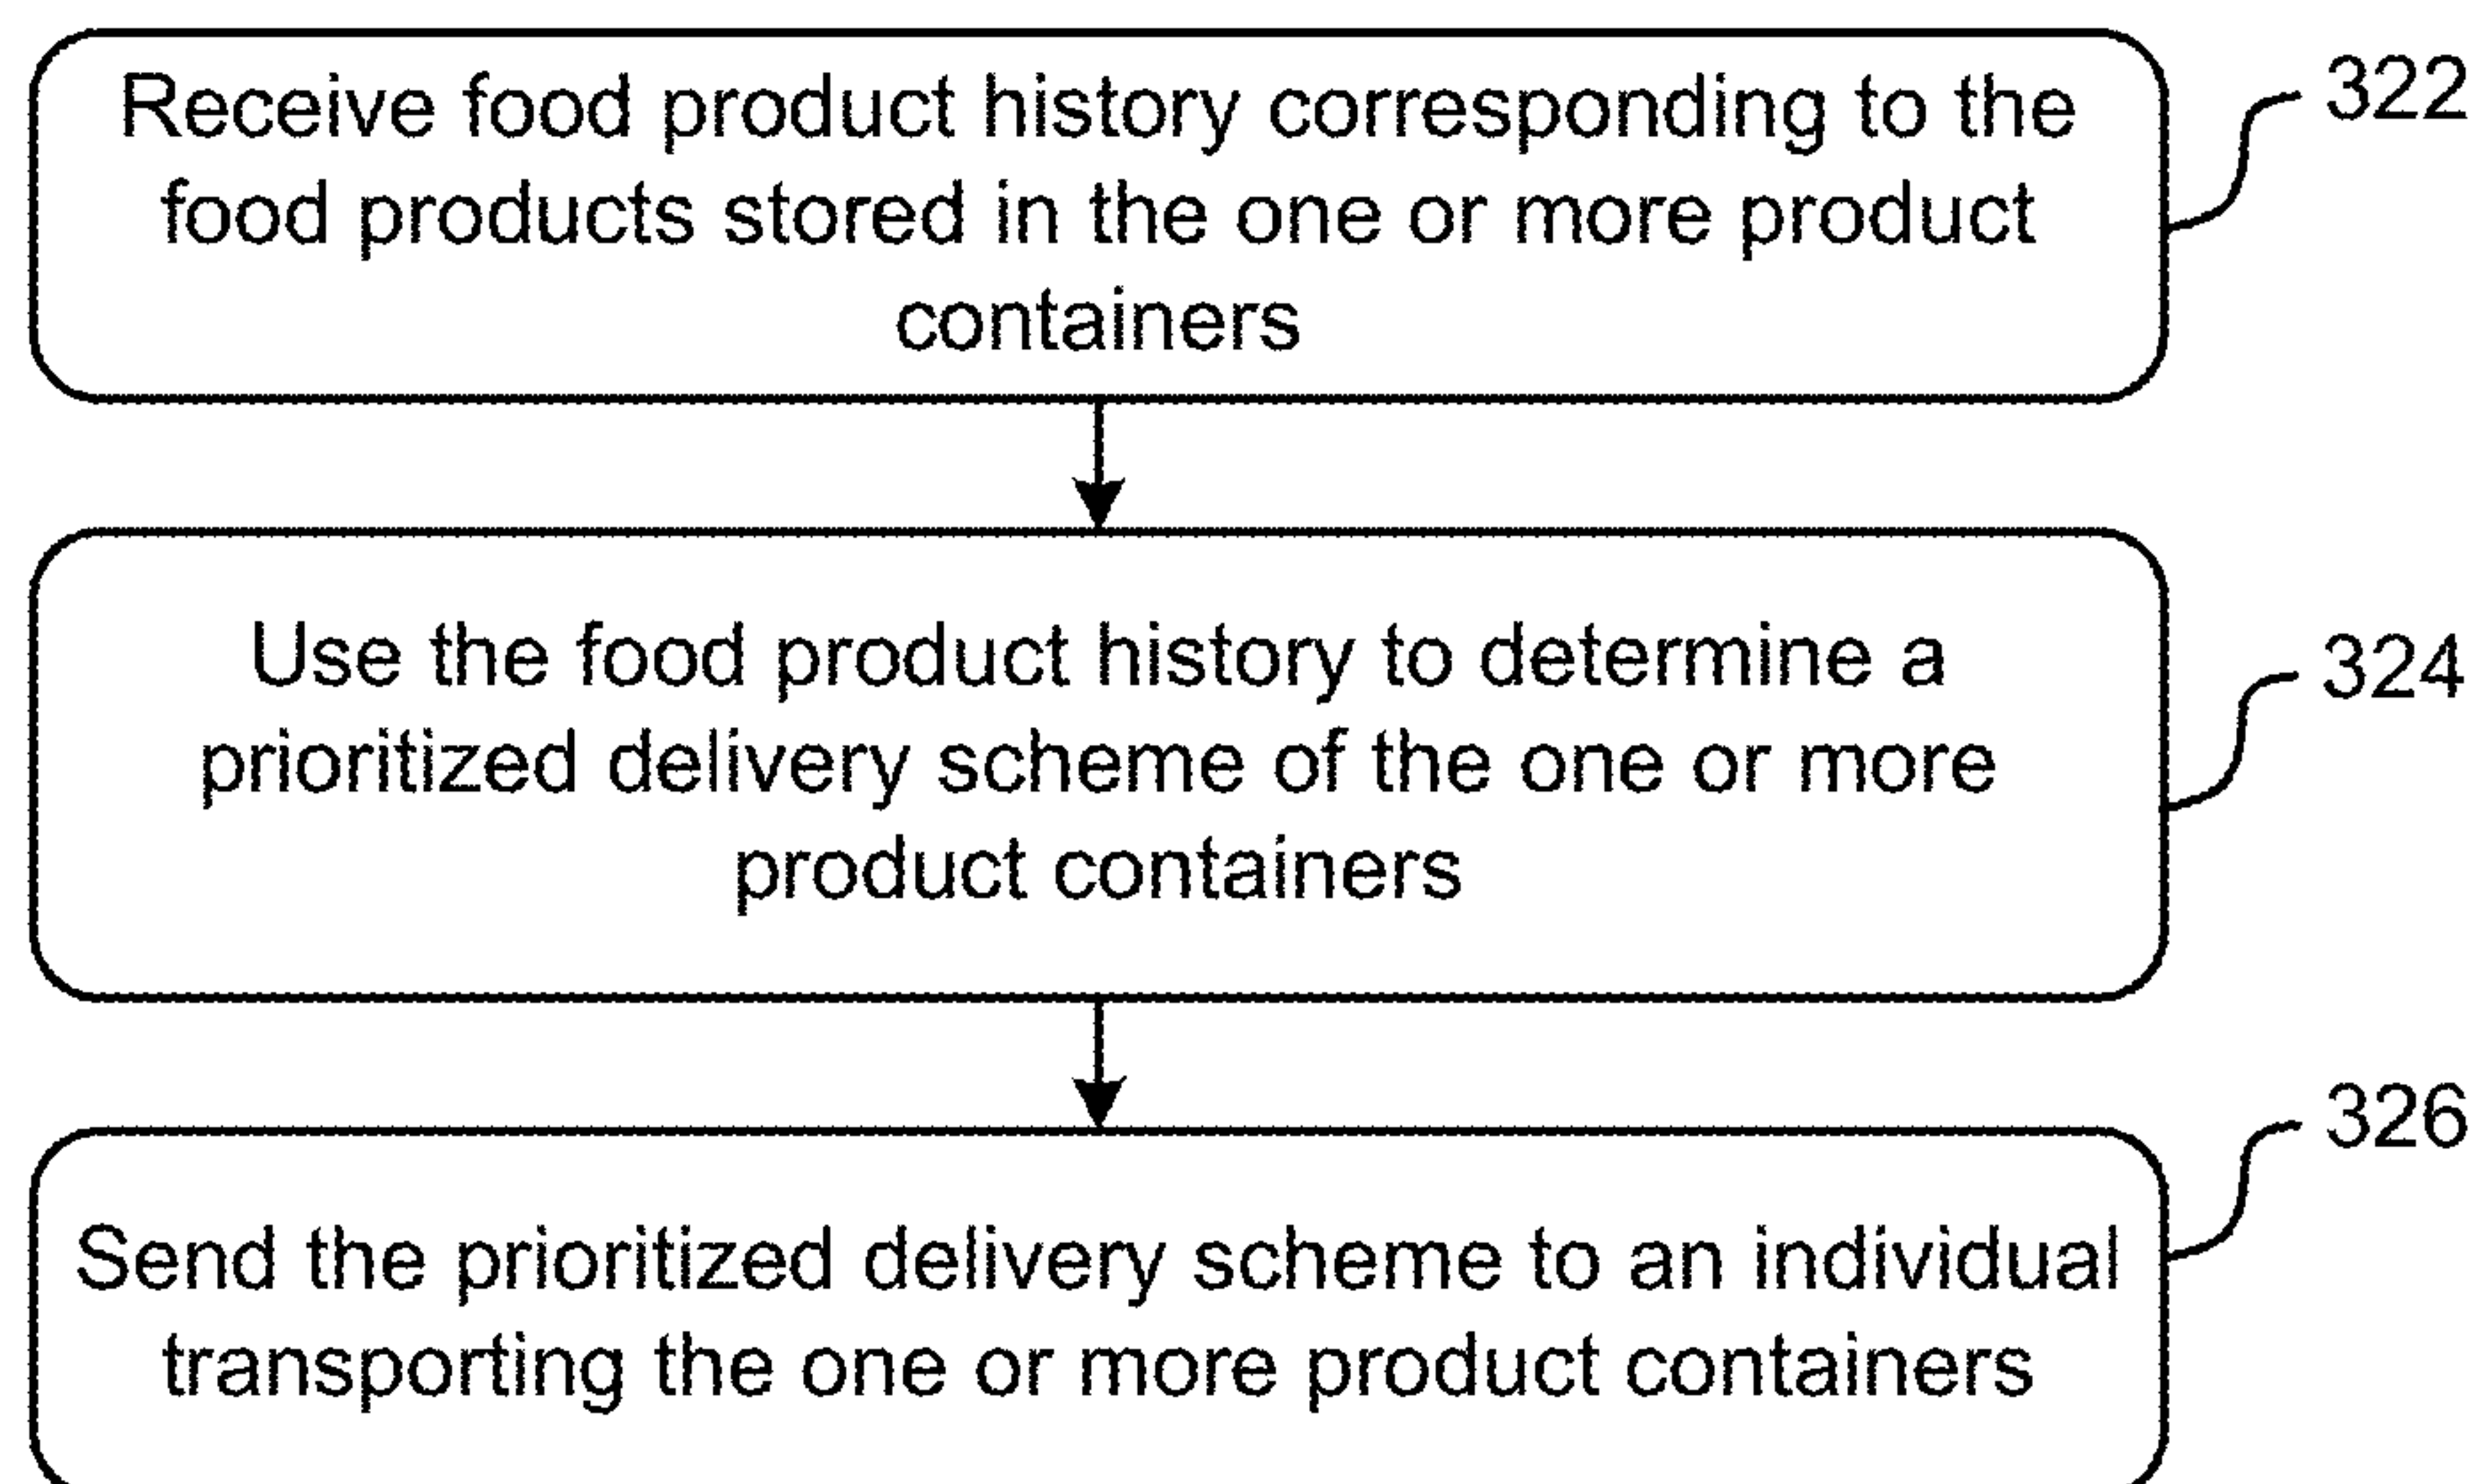 Receive food product history corresponding to the
food products stored in the one or more product
containers
322
Use the food product history to determine a
prioritized delivery scheme of the one or more
product containers
324
Send the prioritized delivery scheme to an individual
transporting the one or more product containers
326